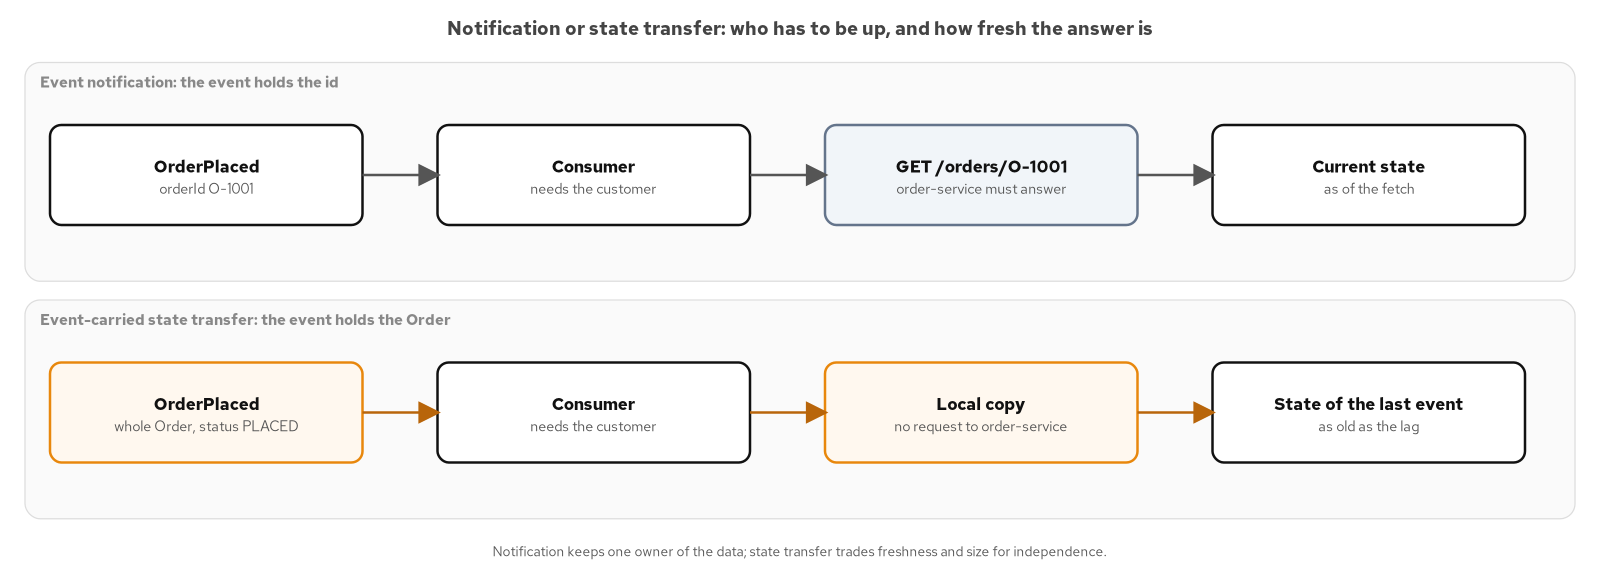 Notification or state transfer: who has to be up, and how fresh the answer is
Event notification: the event holds the id
OrderPlaced
orderId O-1001
Consumer
needs the customer
GET /orders/O-1001
order-service must answer
Current state
as of the fetch
Event-carried state transfer: the event holds the Order
OrderPlaced
whole Order, status PLACED
Consumer
needs the customer
Local copy
no request to order-service
State of the last event
as old as the lag
Notification keeps one owner of the data; state transfer trades freshness and size for independence.